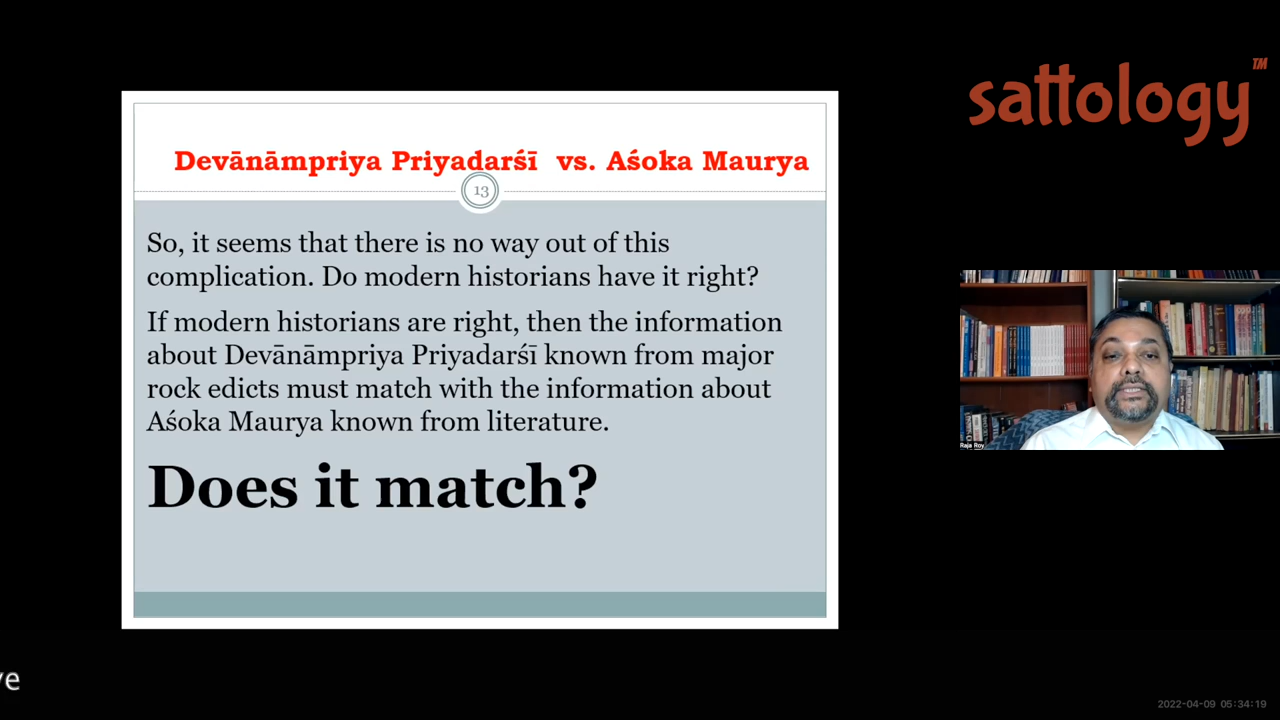 sattology™
Devānāmpriya Priyadarśī vs. Aśoka Maurya
13
So, it seems that there is no way out of this
complication. Do modern historians have it right?
If modern historians are right, then the information
about Devānāmpriya Priyadarśī known from major
rock edicts must match with the information about
Aśoka Maurya known from literature.
Does it match?
Raja Roy
2022-04-09 05:34:19